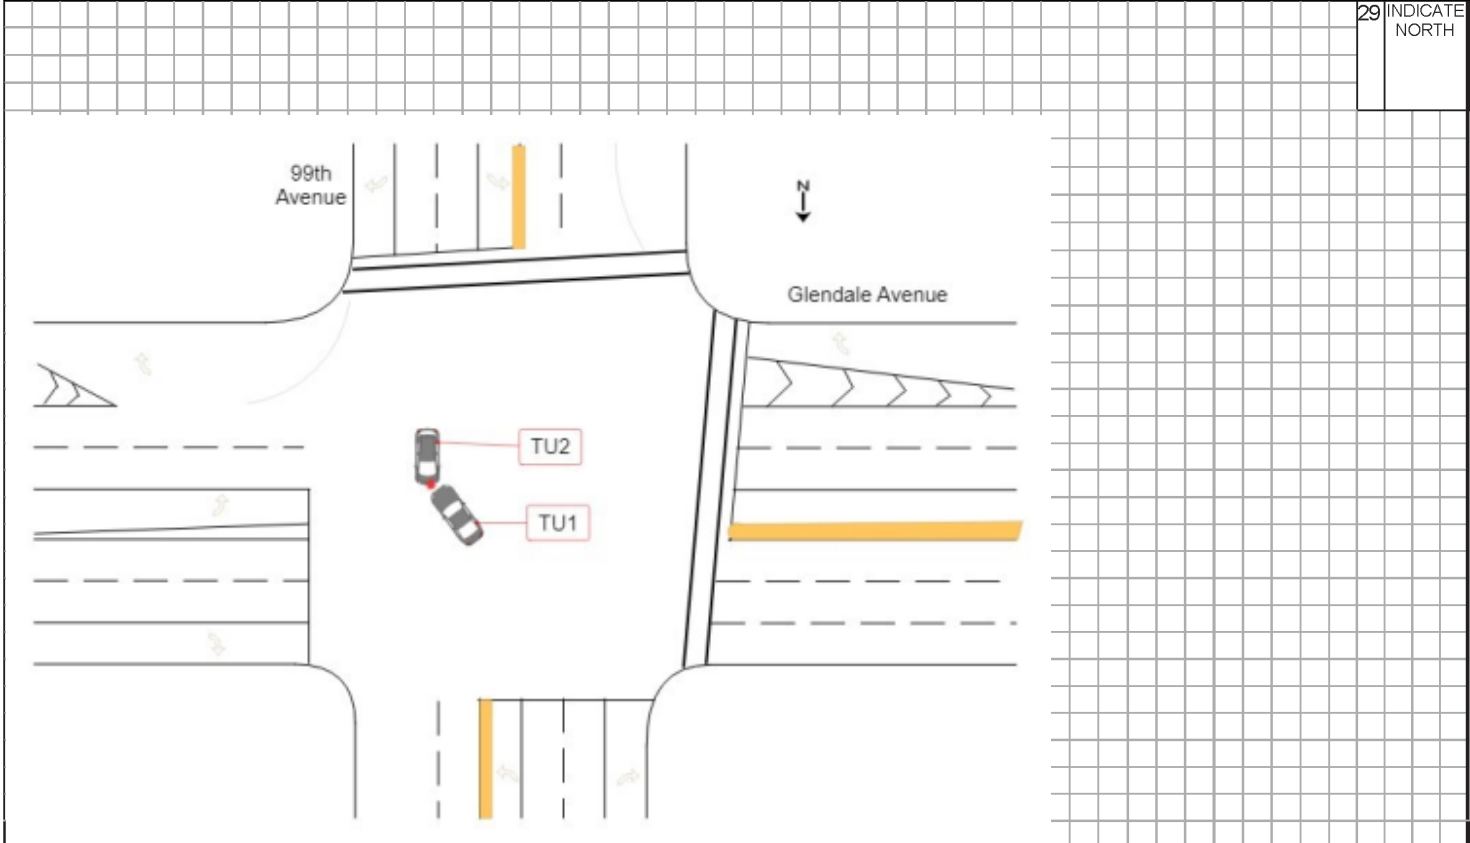 29 INDICATE
NORTH
99th
Avenue
N
Glendale Avenue
TU2
TU1